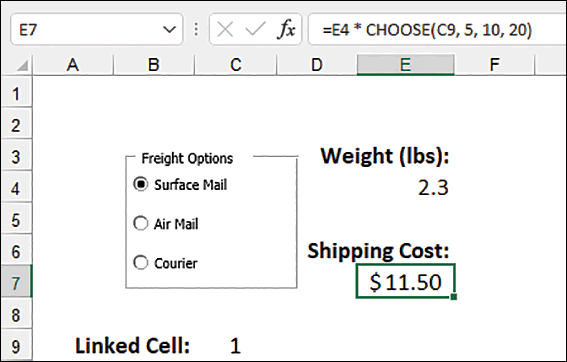 E7 fx =E4 * CHOOSE(C9, 5, 10, 20)
A B C D E F
1
2
3 Freight Options Weight (lbs):
4 Surface Mail 2.3
5 Air Mail
6 Courier Shipping Cost:
7 $11.50
8
9 Linked Cell: 1